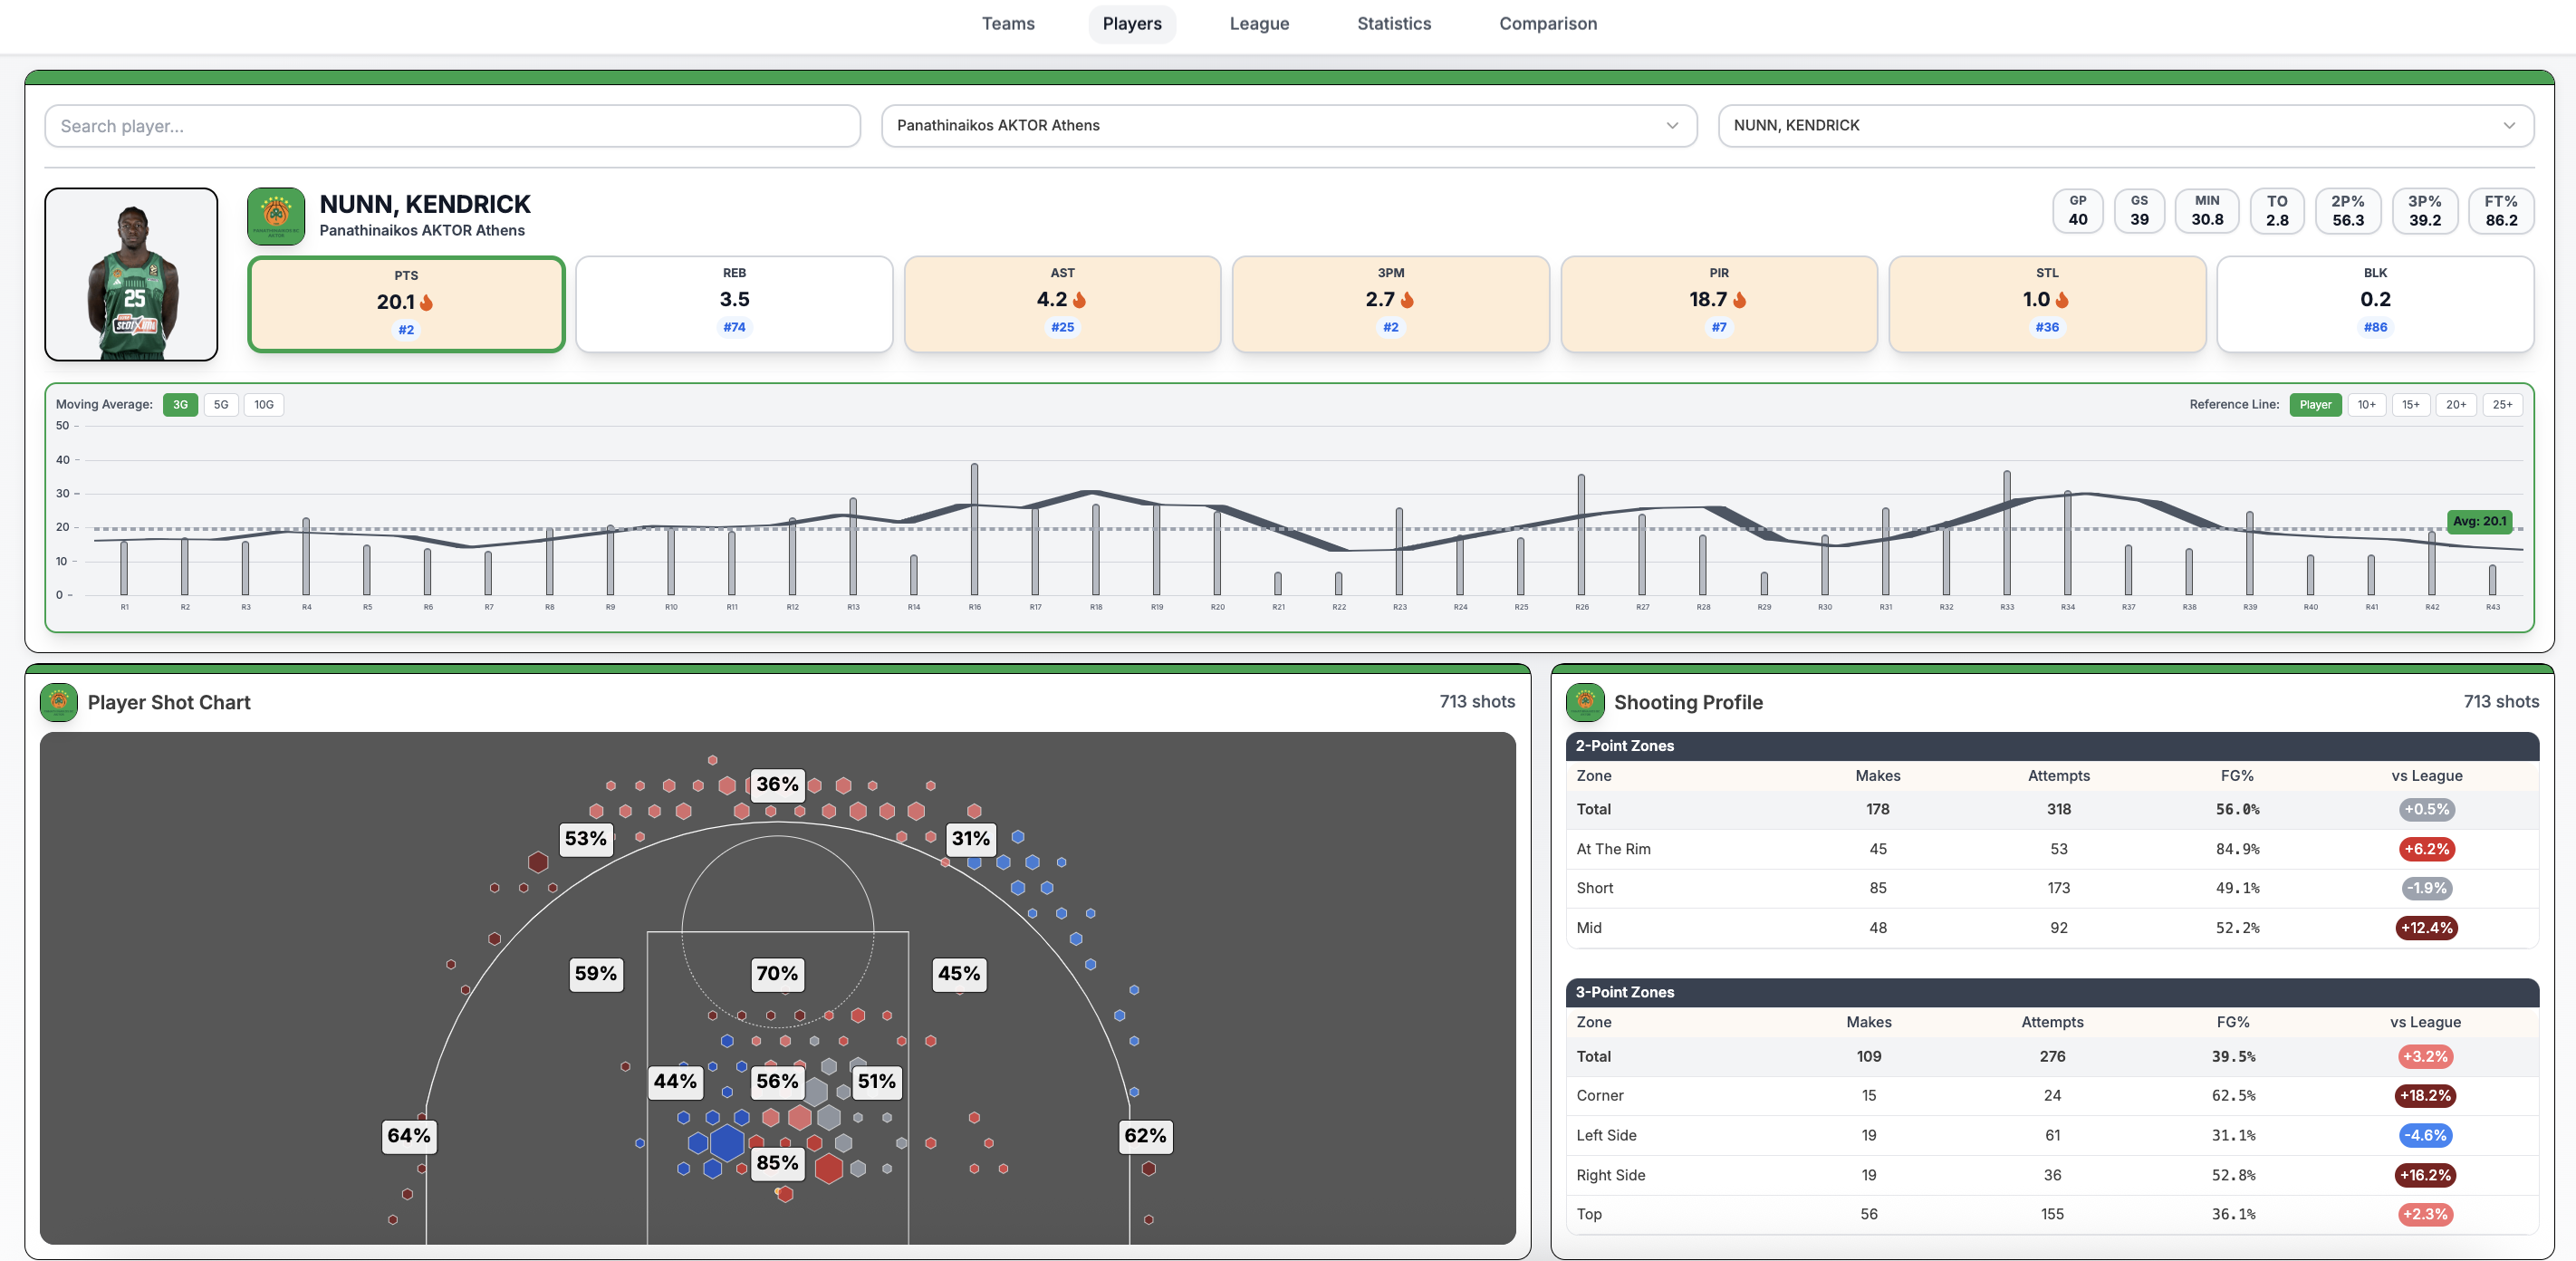 Teams Players League Statistics Comparison
Search player... Panathinaikos AKTOR Athens NUNN, KENDRICK
NUNN, KENDRICK
Panathinaikos AKTOR Athens
GP GS MIN TO 2P% 3P% FT%
40 39 30.8 2.8 56.3 39.2 86.2
PTS REB AST 3PM PIR STL BLK
20.1 3.5 4.2 2.7 18.7 1.0 0.2
#2 #74 #25 #2 #7 #36 #86
25
Moving Average: 3G 5G 10G Reference Line: Player 10+ 15+ 20+ 25+
50
40
30
20
10
0
Avg: 20.1
R1 R2 R3 R4 R5 R6 R7 R8 R9 R10 R11 R12 R13 R14 R16 R17 R18 R19 R20 R21 R22 R23 R24 R25 R26 R27 R28 R29 R30 R31 R32 R33 R34 R37 R38 R39 R40 R41 R42 R43
Player Shot Chart 713 shots
36%
53% 31%
59% 70% 45%
44% 56% 51%
64% 62%
85%
Shooting Profile 713 shots
2-Point Zones
Zone Makes Attempts FG% vs League
Total 178 318 56.0% +0.5%
At The Rim 45 53 84.9% +6.2%
Short 85 173 49.1% -1.9%
Mid 48 92 52.2% +12.4%
3-Point Zones
Zone Makes Attempts FG% vs League
Total 109 276 39.5% +3.2%
Corner 15 24 62.5% +18.2%
Left Side 19 61 31.1% -4.6%
Right Side 19 36 52.8% +16.2%
Top 56 155 36.1% +2.3%